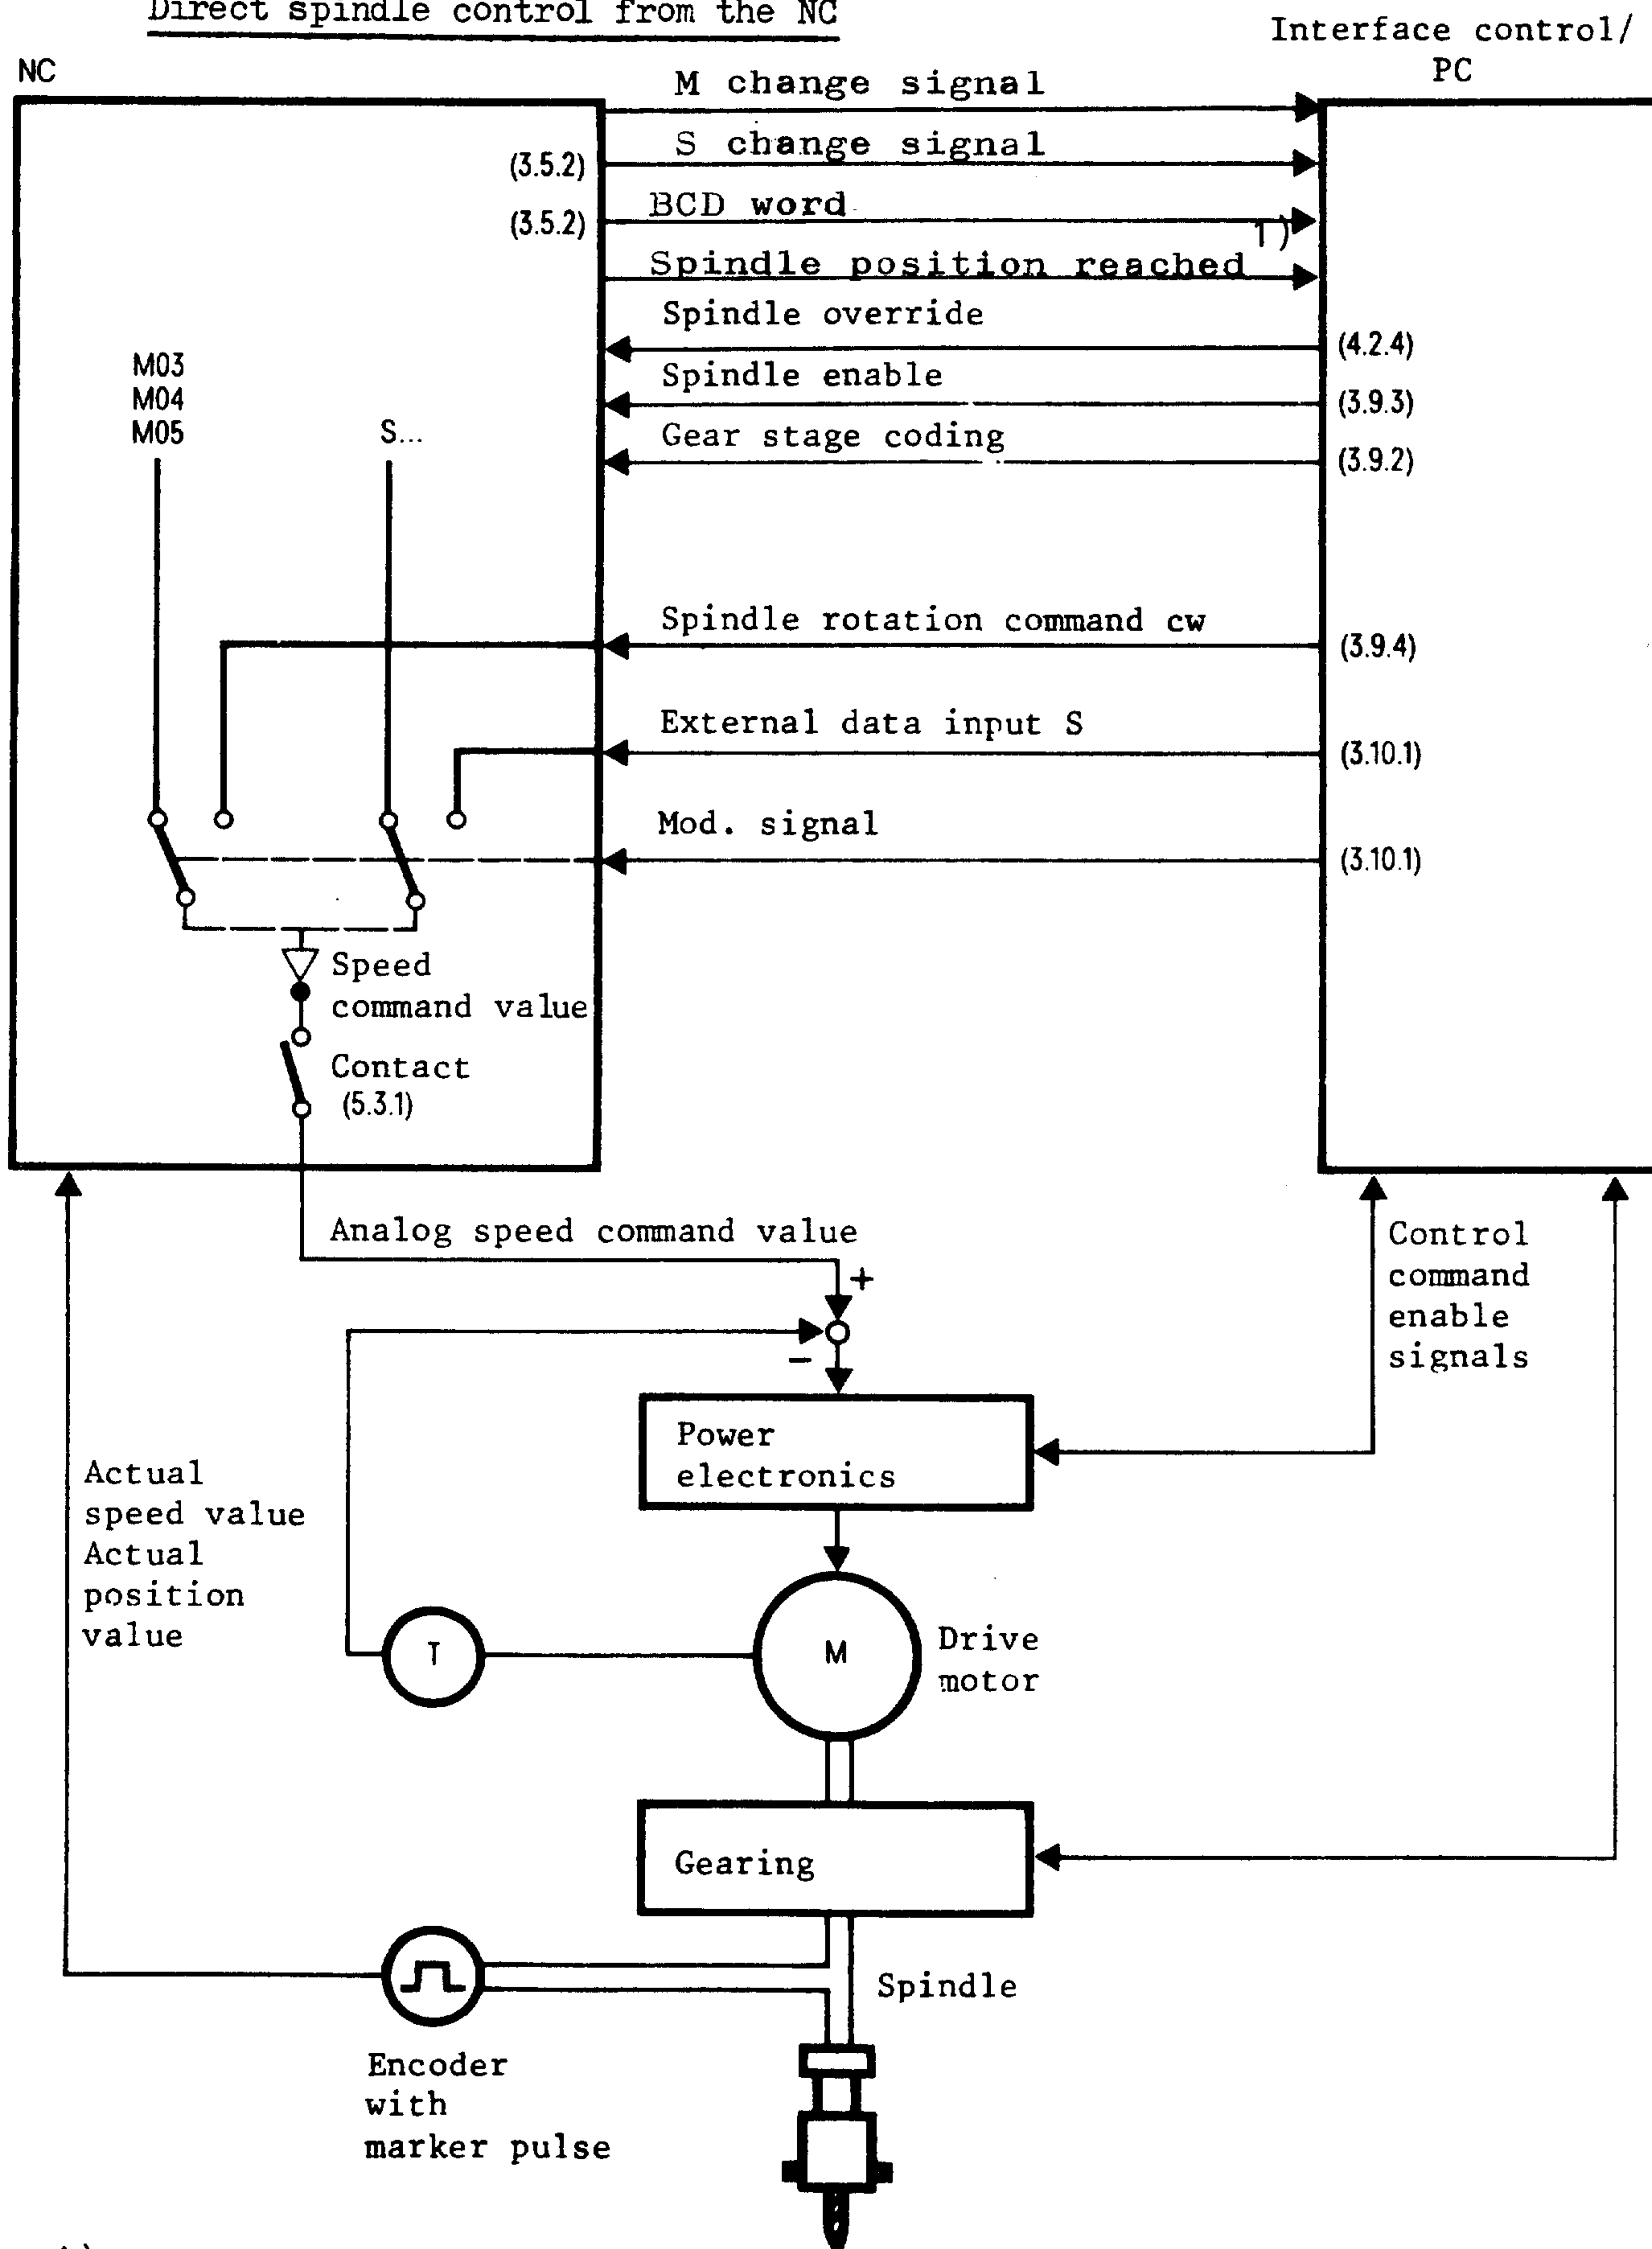 Direct spindle control from the NC
Interface control/
PC
NC
M change signal
(3.5.2)
S change signal
(3.5.2)
BCD word
1)
Spindle position reached
Spindle override
(4.2.4)
Spindle enable
(3.9.3)
Gear stage coding
(3.9.2)
M03
M04
M05
S...
Spindle rotation command cw
(3.9.4)
External data input S
(3.10.1)
Mod. signal
(3.10.1)
Speed
command value
Contact
(5.3.1)
Analog speed command value
+
−
Control
command
enable
signals
Power
electronics
Actual
speed value
Actual
position
value
T
M
Drive
motor
Gearing
Spindle
Encoder
with
marker pulse